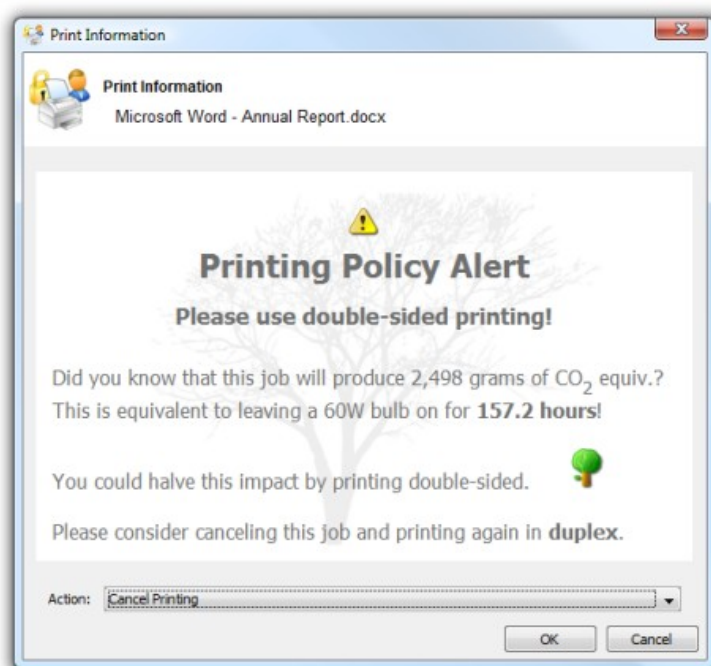 Print Information
Print Information
Microsoft Word - Annual Report.docx
Printing Policy Alert
Please use double-sided printing!
Did you know that this job will produce 2,498 grams of CO₂ equiv.?
This is equivalent to leaving a 60W bulb on for 157.2 hours!
You could halve this impact by printing double-sided.
Please consider canceling this job and printing again in duplex.
Action: Cancel Printing
OK Cancel